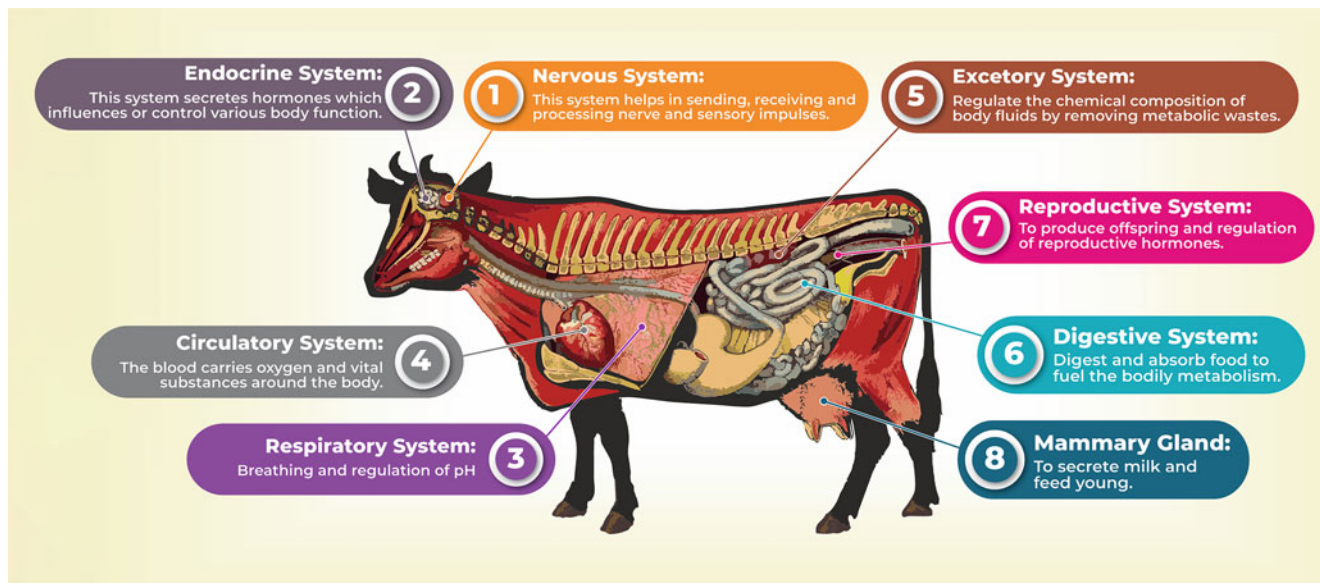 1
Nervous System:
This system helps in sending, receiving and
processing nerve and sensory impulses.
2
Endocrine System:
This system secretes hormones which
influences or control various body function.
3
Respiratory System:
Breathing and regulation of pH
4
Circulatory System:
The blood carries oxygen and vital
substances around the body.
5
Excetory System:
Regulate the chemical composition of
body fluids by removing metabolic wastes.
6
Digestive System:
Digest and absorb food to
fuel the bodily metabolism.
7
Reproductive System:
To produce offspring and regulation
of reproductive hormones.
8
Mammary Gland:
To secrete milk and
feed young.